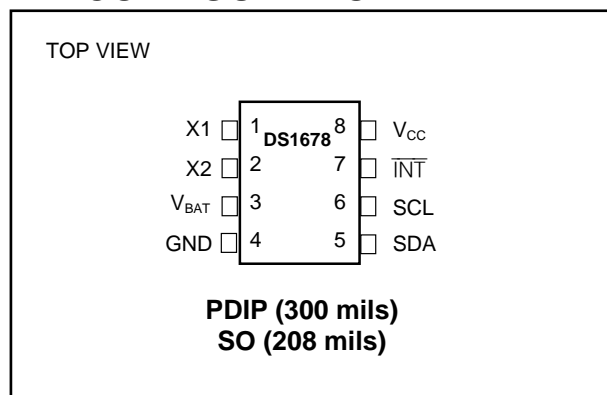 TOP VIEW
X1 1 DS1678 8 VCC
X2 2 7 INT
VBAT 3 6 SCL
GND 4 5 SDA
PDIP (300 mils)
SO (208 mils)